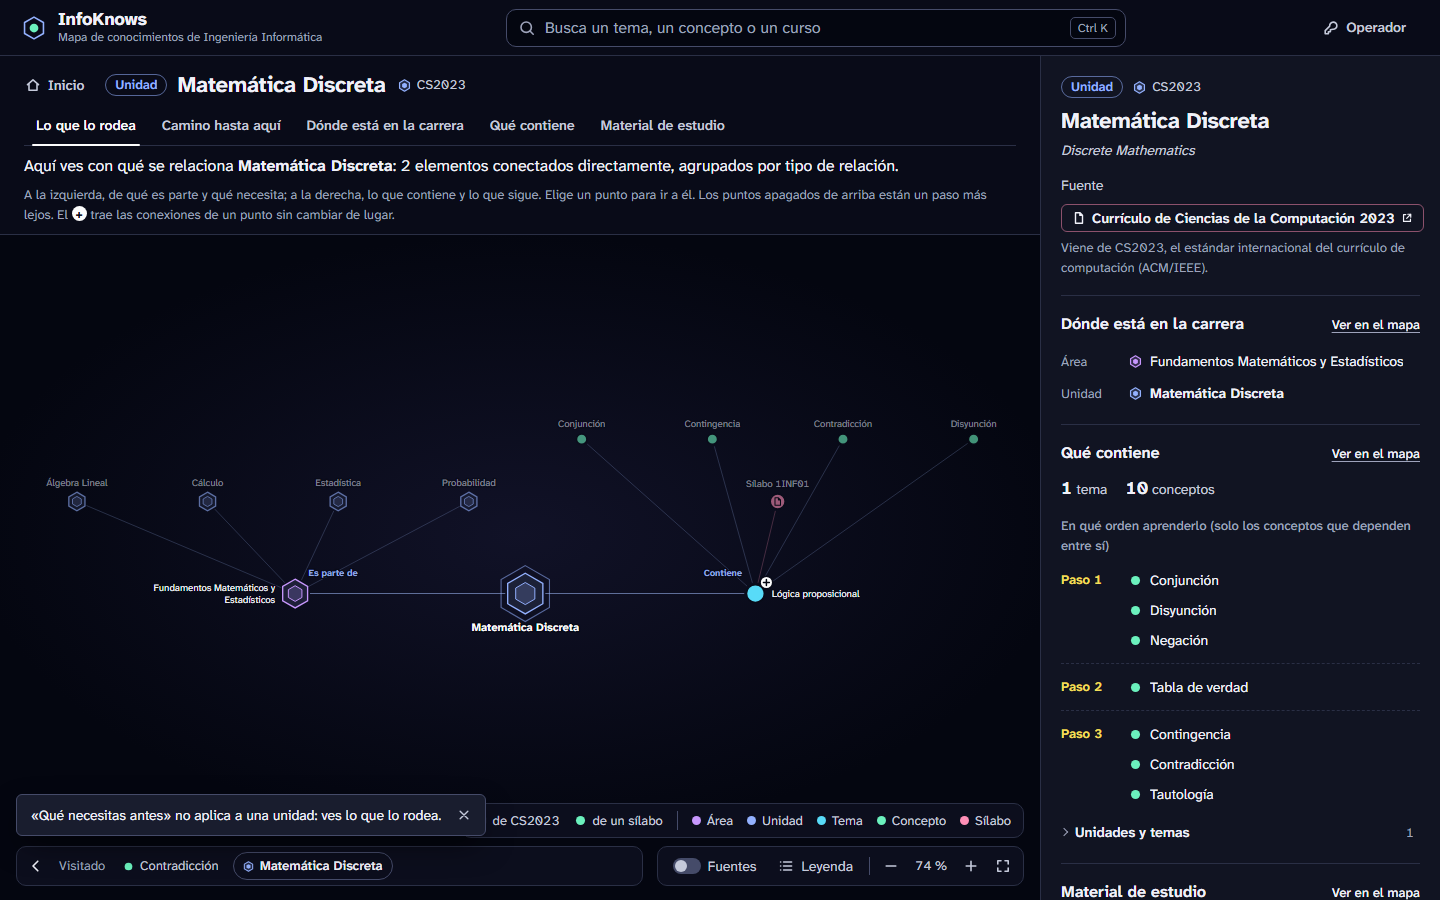 InfoKnows
Mapa de conocimientos de Ingeniería Informática
Busca un tema, un concepto o un curso
Ctrl K
Operador
Inicio
Unidad
Matemática Discreta
CS2023
Lo que lo rodea
Camino hasta aquí
Dónde está en la carrera
Qué contiene
Material de estudio
Aquí ves con qué se relaciona Matemática Discreta: 2 elementos conectados directamente, agrupados por tipo de relación.
A la izquierda, de qué es parte y qué necesita; a la derecha, lo que contiene y lo que sigue. Elige un punto para ir a él. Los puntos apagados de arriba están un paso más
lejos. El + trae las conexiones de un punto sin cambiar de lugar.
Conjunción
Contingencia
Contradicción
Disyunción
Álgebra Lineal
Cálculo
Estadística
Probabilidad
Sílabo 1INF01
Es parte de
Contiene
Fundamentos Matemáticos y
Estadísticos
Lógica proposicional
Matemática Discreta
«Qué necesitas antes» no aplica a una unidad: ves lo que lo rodea.
de CS2023
de un sílabo
Área
Unidad
Tema
Concepto
Sílabo
Visitado
Contradicción
Matemática Discreta
Fuentes
Leyenda
74 %
Unidad
CS2023
Matemática Discreta
Discrete Mathematics
Fuente
Currículo de Ciencias de la Computación 2023
Viene de CS2023, el estándar internacional del currículo de
computación (ACM/IEEE).
Dónde está en la carrera
Ver en el mapa
Área
Fundamentos Matemáticos y Estadísticos
Unidad
Matemática Discreta
Qué contiene
Ver en el mapa
1 tema
10 conceptos
En qué orden aprenderlo (solo los conceptos que dependen
entre sí)
Paso 1
Conjunción
Disyunción
Negación
Paso 2
Tabla de verdad
Paso 3
Contingencia
Contradicción
Tautología
Unidades y temas
1
Material de estudio
Ver en el mapa